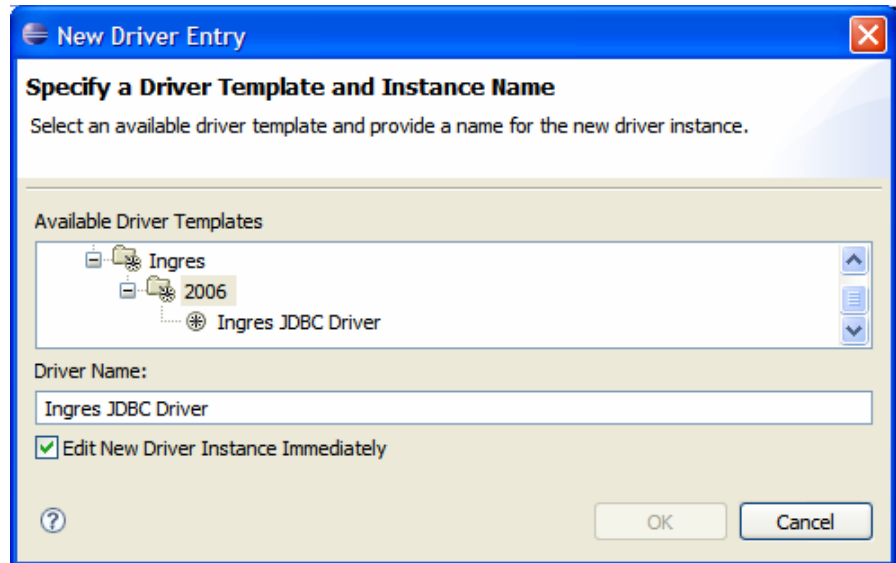 New Driver Entry
Specify a Driver Template and Instance Name
Select an available driver template and provide a name for the new driver instance.
Available Driver Templates
Ingres
2006
Ingres JDBC Driver
Driver Name:
Ingres JDBC Driver
Edit New Driver Instance Immediately
OK Cancel